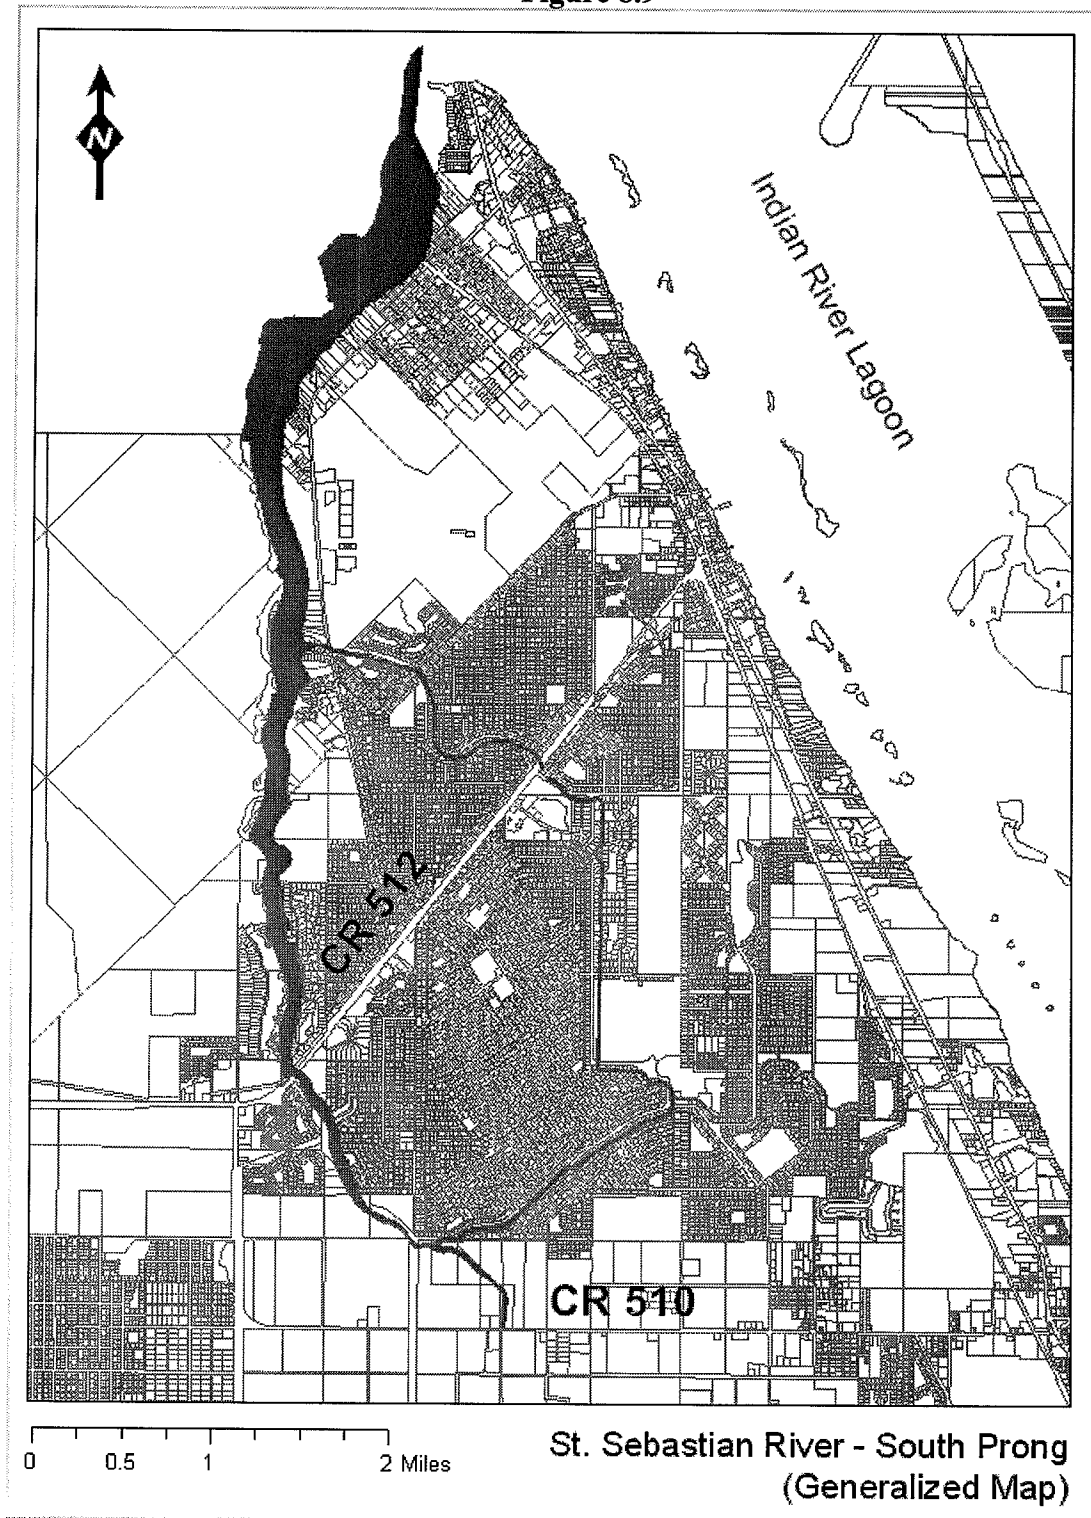 N
Indian River Lagoon
CR 512
CR 510
0 0.5 1 2 Miles
St. Sebastian River - South Prong
(Generalized Map)